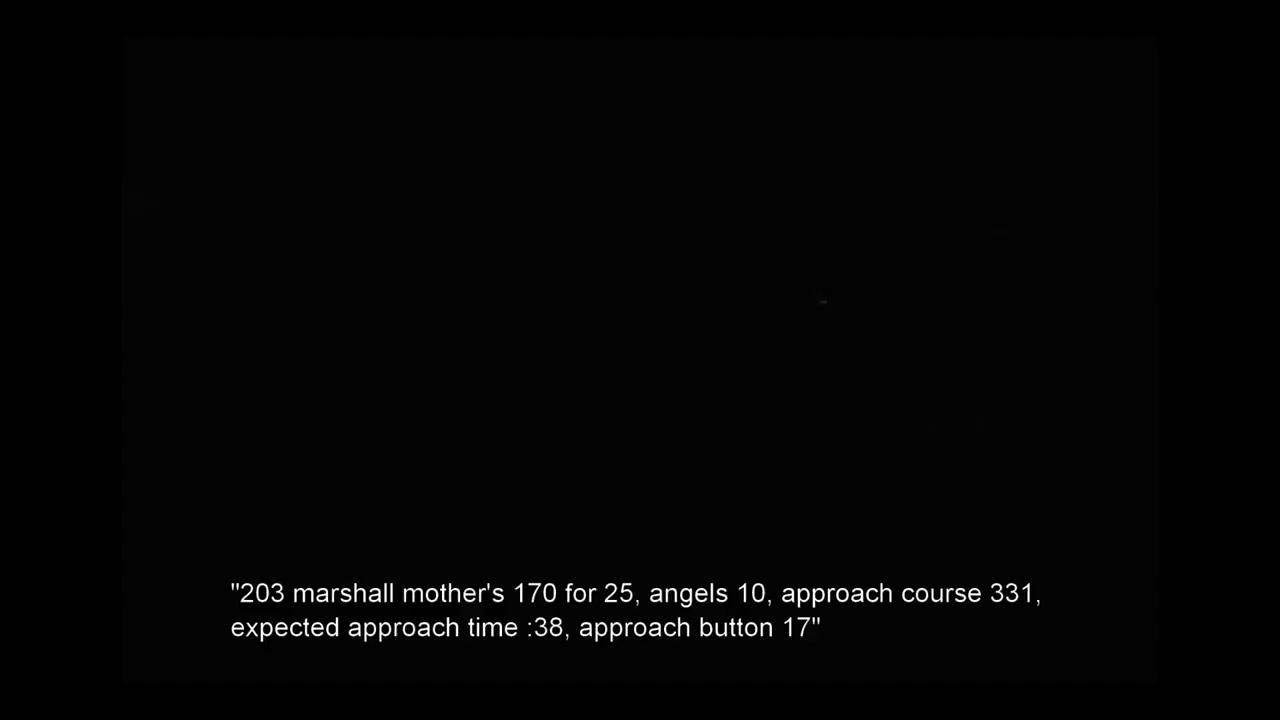 "203 marshall mother's 170 for 25, angels 10, approach course 331,
expected approach time :38, approach button 17"